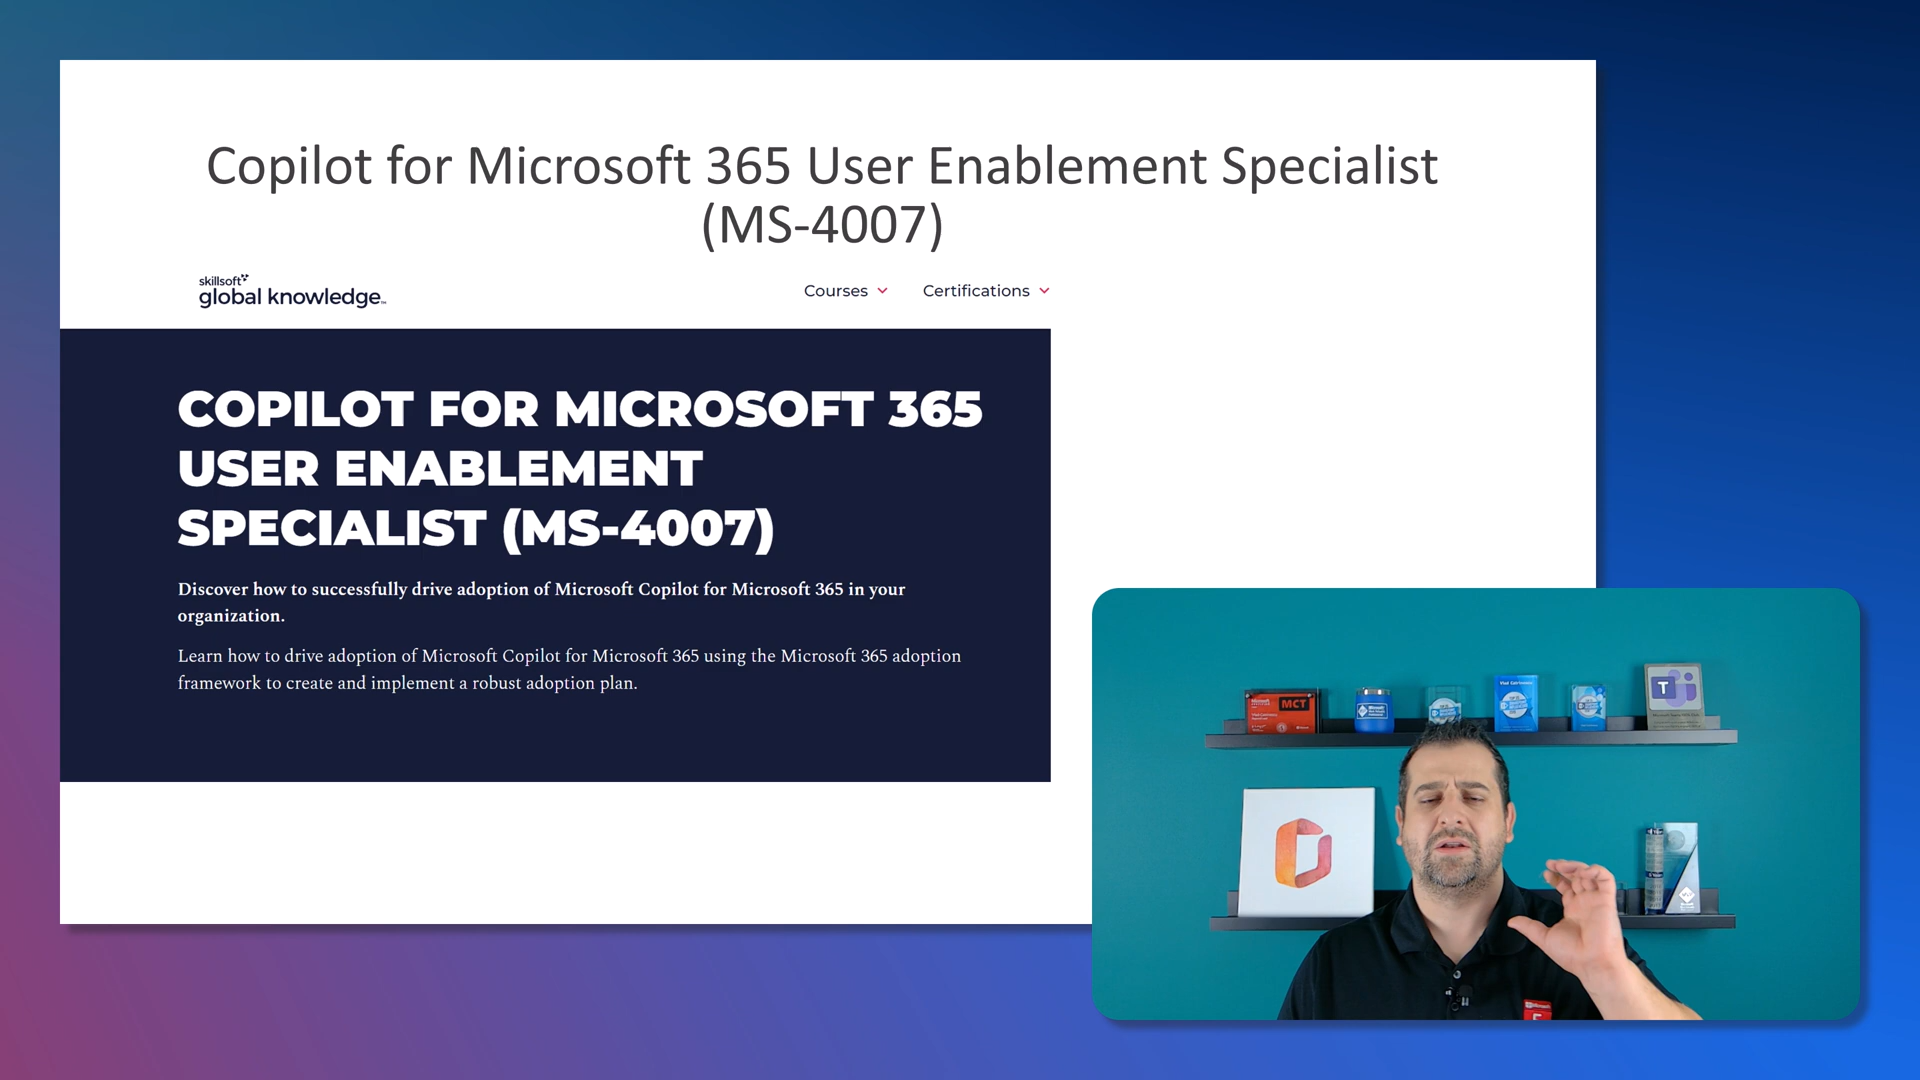 Copilot for Microsoft 365 User Enablement Specialist
(MS-4007)
skillsoft
global knowledge™
Courses
Certifications
COPILOT FOR MICROSOFT 365
USER ENABLEMENT
SPECIALIST (MS-4007)
Discover how to successfully drive adoption of Microsoft Copilot for Microsoft 365 in your
organization.
Learn how to drive adoption of Microsoft Copilot for Microsoft 365 using the Microsoft 365 adoption
framework to create and implement a robust adoption plan.
MCT
T